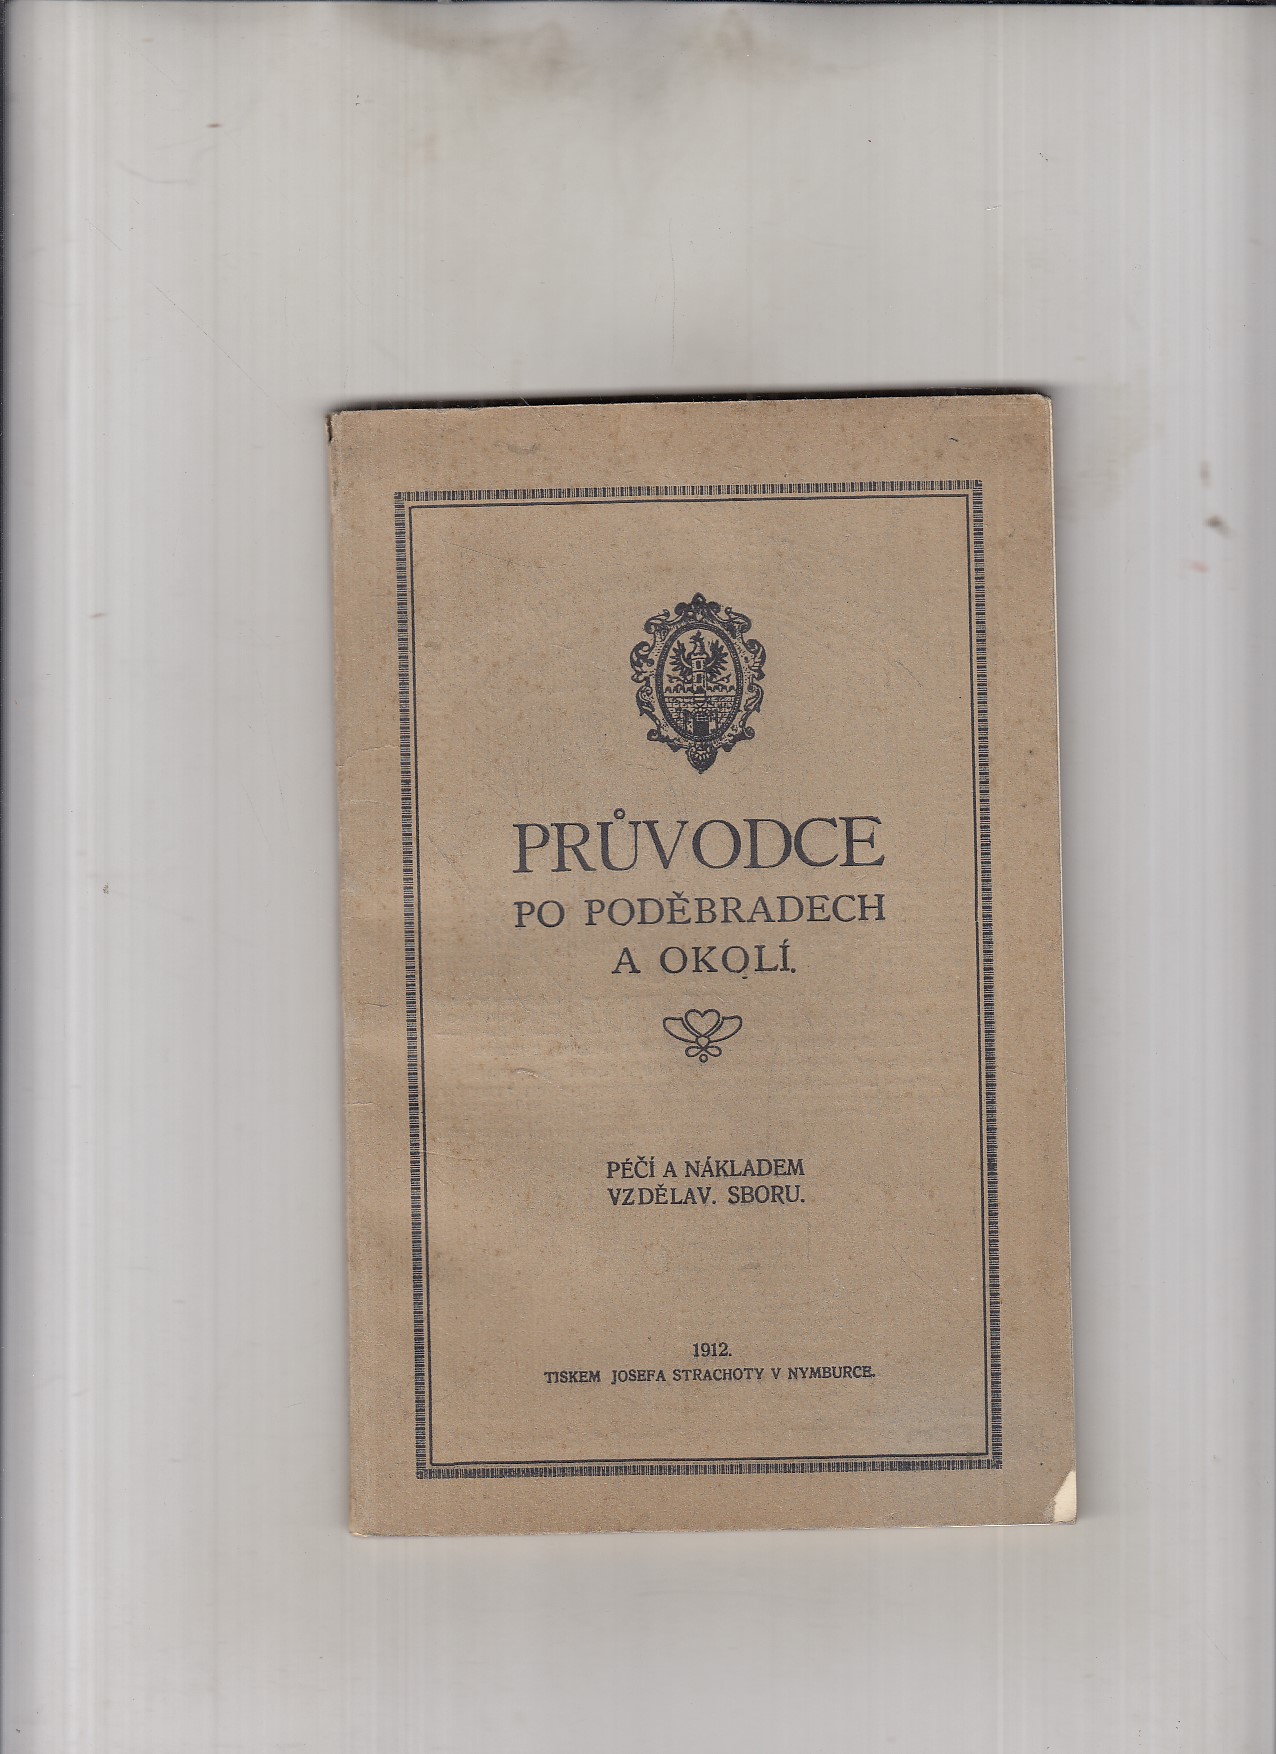 PRŮVODCE
PO PODĚBRADECH
A OKOLÍ.
PÉČÍ A NÁKLADEM
VZDĚLAV. SBORU.
1912.
TISKEM JOSEFA STRACHOTY V NYMBURCE.